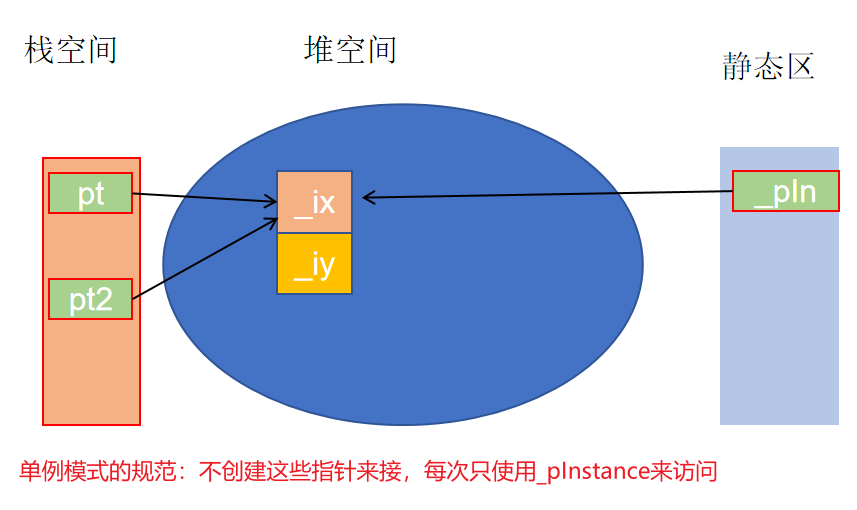 栈空间
堆空间
静态区
pt
_ix
_pIn
_iy
pt2
单例模式的规范：不创建这些指针来接，每次只使用_pInstance来访问